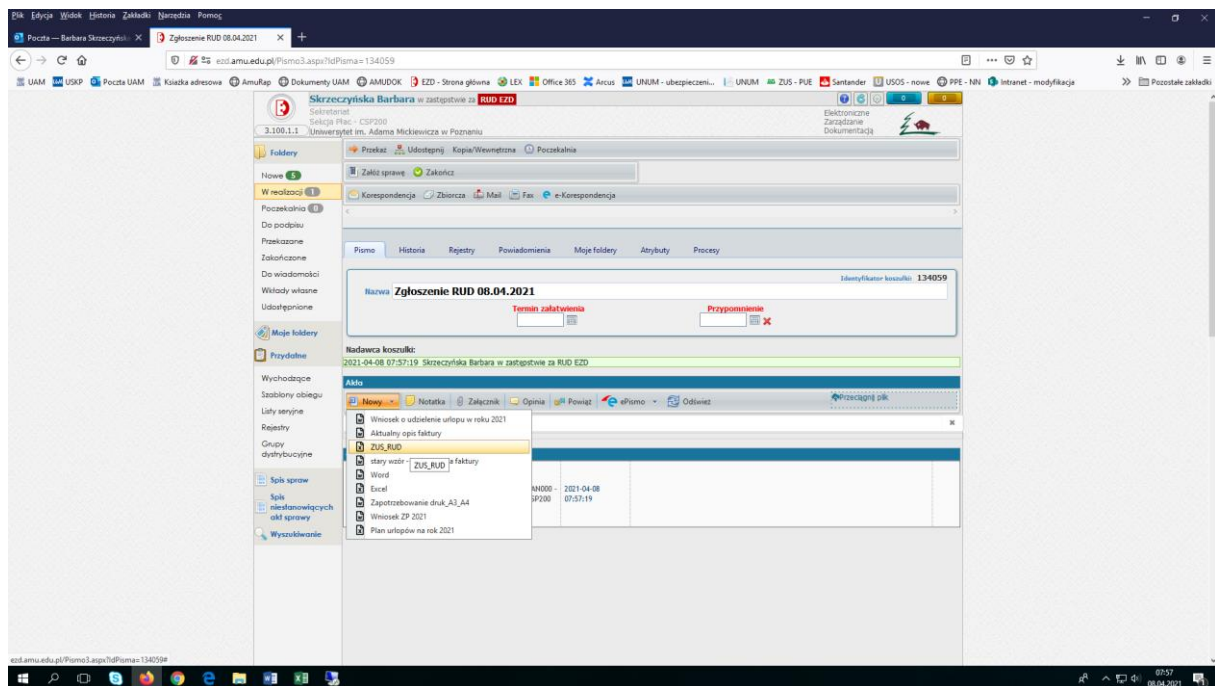 Plik Edycja Widok Historia Zakładki Narzędzia Pomoc
Poczta — Barbara Skrzeczyńska
Zgłoszenie RUD 08.04.2021
ezd.amu.edu.pl/Pismo3.aspx?IdPisma=134059
UAM USKP Poczta UAM Ksiazka adresowa AmuRap Dokumenty UAM AMUDOK EZD - Strona główna LEX Office 365 Arcus UNUM - ubezpieczeni... UNUM ZUS - PUE Santander USOS - nowe PPE - NN Intranet - modyfikacja Pozostałe zakładki
Skrzeczyńska Barbara w zastępstwie za RUD EZD
Sekretariat
Sekcja Płac - CSP200
3.100.1.1 Uniwersytet im. Adama Mickiewicza w Poznaniu
Elektroniczne
Zarządzanie
Dokumentacją
Foldery
Nowe 5
W realizacji 1
Poczekalnia 0
Do podpisu
Przekazane
Zakończone
Do wiadomości
Wkłady własne
Udostępnione
Moje foldery
Przydatne
Wychodzące
Szablony obiegu
Listy seryjne
Rejestry
Grupy
dystrybucyjne
Spis spraw
Spis
niestanowiących
akt sprawy
Wyszukiwanie
Przekaż Udostępnij Kopia/Wewnętrzna Poczekalnia
Załóż sprawę Zakończ
Korespondencja Zbiorcza Mail Fax e-Korespondencja
Pismo Historia Rejestry Powiadomienia Moje foldery Atrybuty Procesy
Identyfikator koszulki: 134059
Nazwa Zgłoszenie RUD 08.04.2021
Termin załatwienia Przypomnienie
Nadawca koszulki:
2021-04-08 07:57:19 Skrzeczyńska Barbara w zastępstwie za RUD EZD
Akta
Nowy Notatka Załącznik Opinia Powiąż ePismo Odśwież
Przeciągnij plik
Wniosek o udzielenie urlopu w roku 2021
Aktualny opis faktury
ZUS_RUD
stary wzór - a faktury
ZUS_RUD
Word
Excel
Zapotrzebowanie druk_A3_A4
Wniosek ZP 2021
Plan urlopów na rok 2021
2021-04-08
07:57:19
ezd.amu.edu.pl/Pismo3.aspx?IdPisma=134059#
07:57
08.04.2021